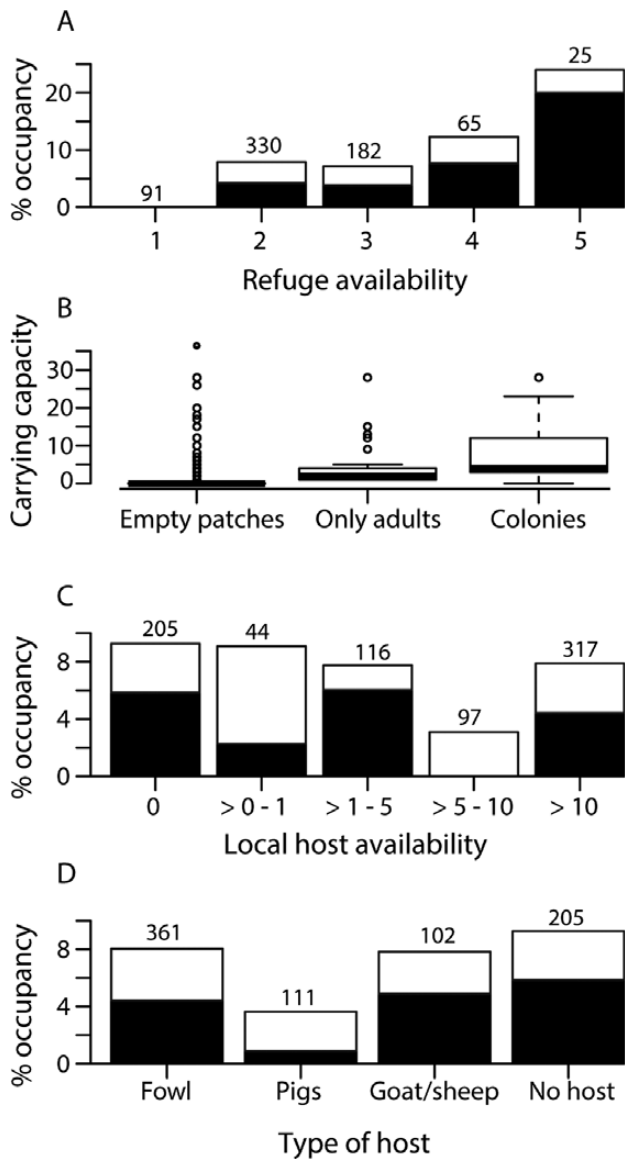 A
% occupancy
20
10
0
91
330
182
65
25
1 2 3 4 5
Refuge availability
B
Carrying capacity
30
20
10
0
Empty patches Only adults Colonies
C
% occupancy
8
4
0
205
44
116
97
317
0 > 0 - 1 > 1 - 5 > 5 - 10 > 10
Local host availability
D
% occupancy
8
4
0
361
111
102
205
Fowl Pigs Goat/sheep No host
Type of host